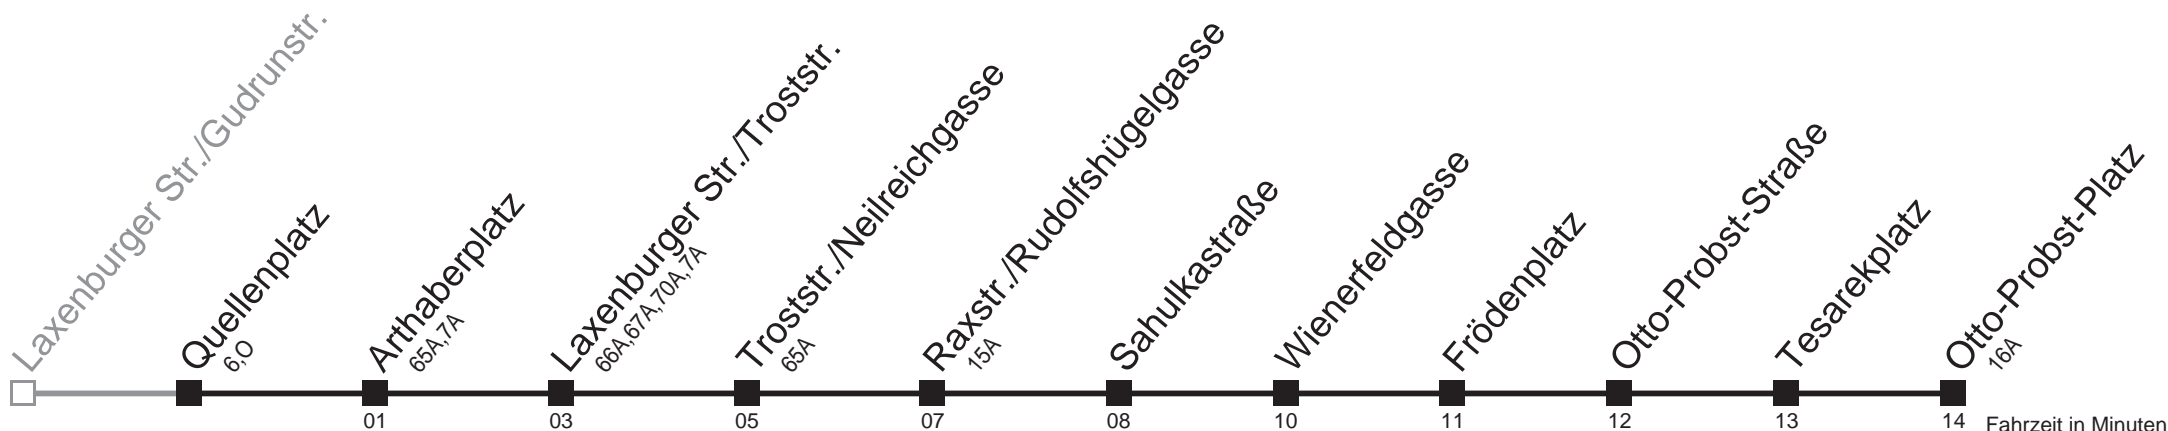 Laxenburger Str./Gudrunstr.
Quellenplatz
6,O
Arthaberplatz
65A,7A
Laxenburger Str./Troststr.
66A,67A,70A,7A
Troststr./Neilreichgasse
65A
Raxstr./Rudolfshügelgasse
15A
Sahulkastraße
Wienerfeldgasse
Frödenplatz
Otto-Probst-Straße
Tesarekplatz
Otto-Probst-Platz
16A
01 03 05 07 08 10 11 12 13 14 Fahrzeit in Minuten